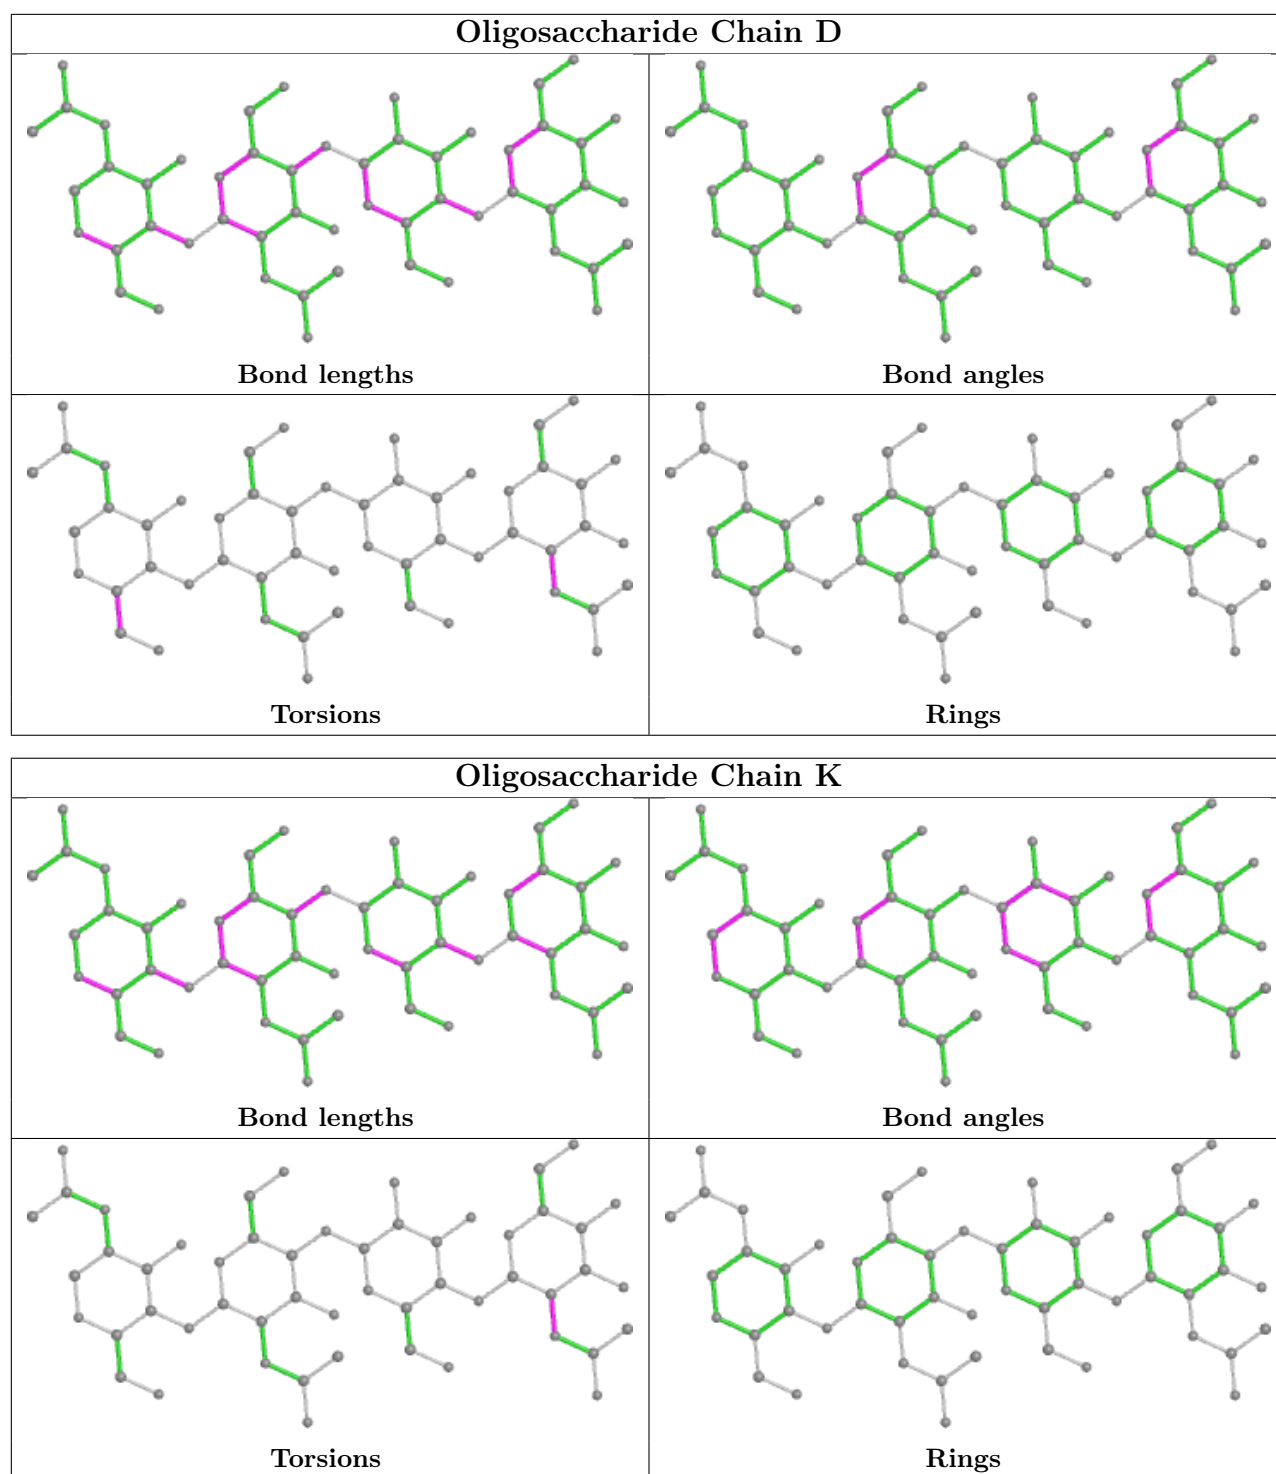 Oligosaccharide Chain D
Bond lengths
Bond angles
Torsions
Rings
Oligosaccharide Chain K
Bond lengths
Bond angles
Torsions
Rings